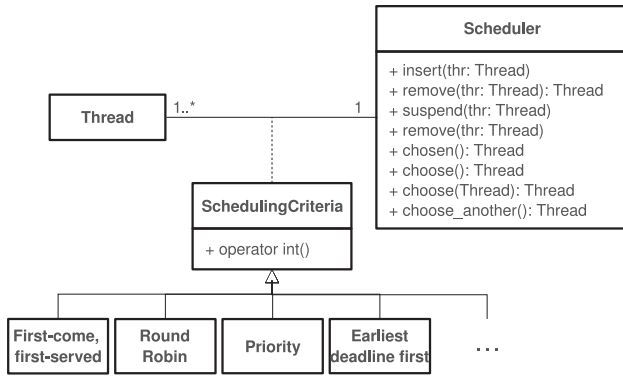 Scheduler
+ insert(thr: Thread)
+ remove(thr: Thread): Thread
+ suspend(thr: Thread)
+ remove(thr: Thread)
+ chosen(): Thread
+ choose(): Thread
+ choose(Thread): Thread
+ choose_another(): Thread
Thread
1..*
1
SchedulingCriteria
+ operator int()
First-come,
first-served
Round
Robin
Priority
Earliest
deadline first
...